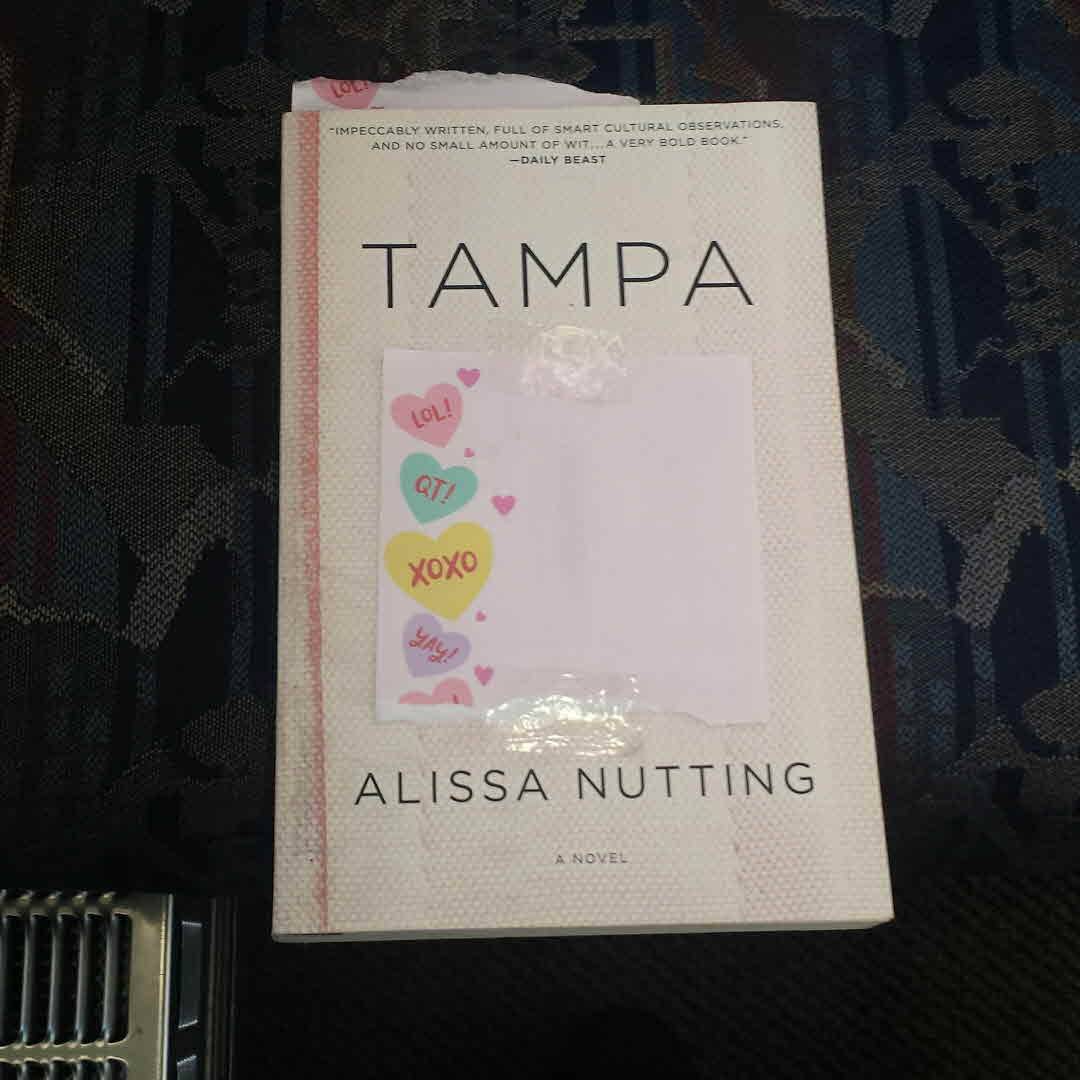 LOL!
"IMPECCABLY WRITTEN, FULL OF SMART CULTURAL OBSERVATIONS,
AND NO SMALL AMOUNT OF WIT...A VERY BOLD BOOK."
—DAILY BEAST
TAMPA
LOL!
QT!
XOXO
YAY!
ALISSA NUTTING
A NOVEL